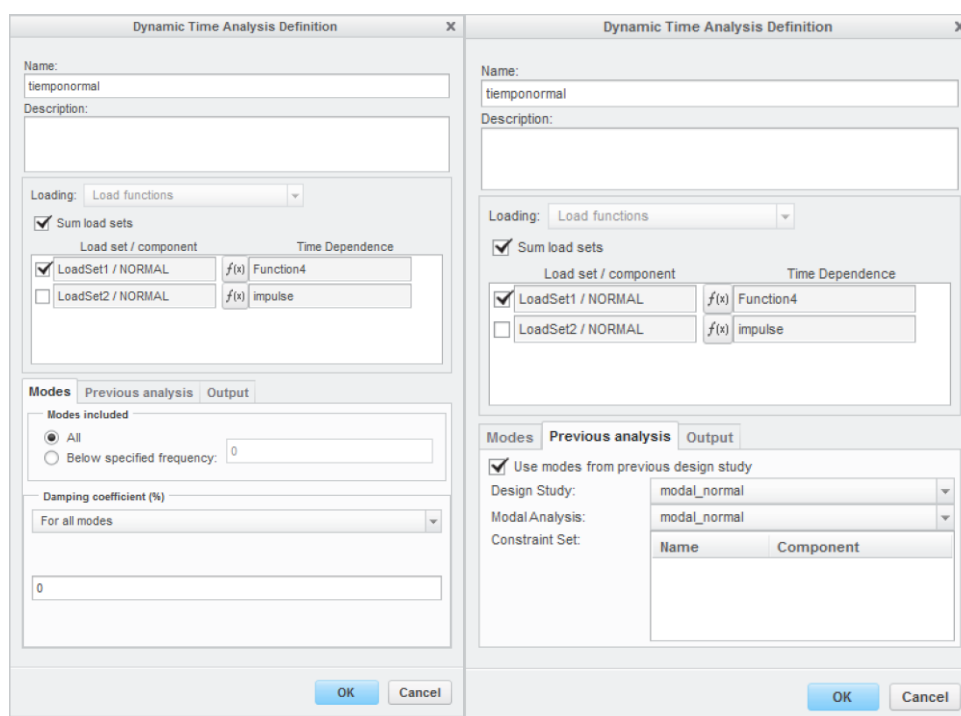 Dynamic Time Analysis Definition X
Name:
tiemponormal
Description:
Loading: Load functions
Sum load sets
Load set / component Time Dependence
LoadSet1 / NORMAL f(x) Function4
LoadSet2 / NORMAL f(x) impulse
Modes Previous analysis Output
Modes included
All
Below specified frequency: 0
Damping coefficient (%)
For all modes
0
OK Cancel
Dynamic Time Analysis Definition X
Name:
tiemponormal
Description:
Loading: Load functions
Sum load sets
Load set / component Time Dependence
LoadSet1 / NORMAL f(x) Function4
LoadSet2 / NORMAL f(x) impulse
Modes Previous analysis Output
Use modes from previous design study
Design Study: modal_normal
Modal Analysis: modal_normal
Constraint Set: Name Component
OK Cancel